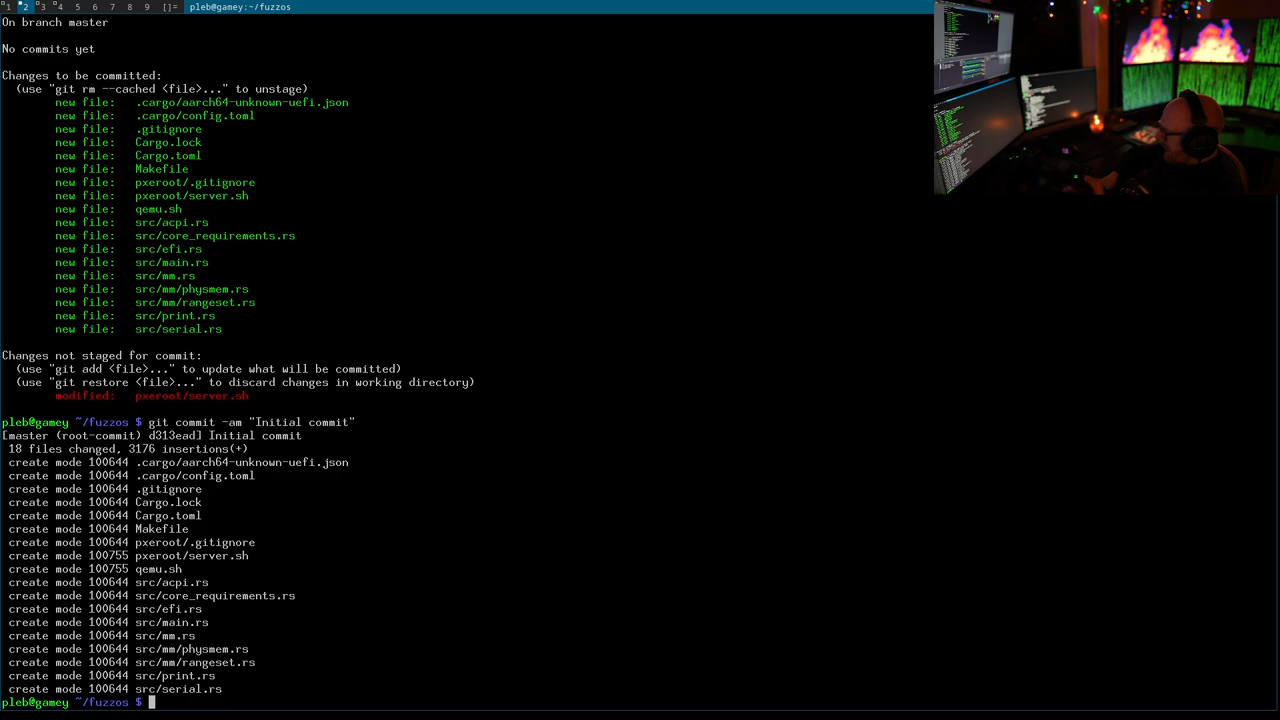 1 2 3 4 5 6 7 8 9 []= pleb@gamey:~/fuzzos
On branch master
No commits yet
Changes to be committed:
(use "git rm --cached <file>..." to unstage)
new file: .cargo/aarch64-unknown-uefi.json
new file: .cargo/config.toml
new file: .gitignore
new file: Cargo.lock
new file: Cargo.toml
new file: Makefile
new file: pxeroot/.gitignore
new file: pxeroot/server.sh
new file: qemu.sh
new file: src/acpi.rs
new file: src/core_requirements.rs
new file: src/efi.rs
new file: src/main.rs
new file: src/mm.rs
new file: src/mm/physmem.rs
new file: src/mm/rangeset.rs
new file: src/print.rs
new file: src/serial.rs
Changes not staged for commit:
(use "git add <file>..." to update what will be committed)
(use "git restore <file>..." to discard changes in working directory)
modified: pxeroot/server.sh
pleb@gamey ~/fuzzos $ git commit -am "Initial commit"
[master (root-commit) d313ead] Initial commit
18 files changed, 3176 insertions(+)
create mode 100644 .cargo/aarch64-unknown-uefi.json
create mode 100644 .cargo/config.toml
create mode 100644 .gitignore
create mode 100644 Cargo.lock
create mode 100644 Cargo.toml
create mode 100644 Makefile
create mode 100644 pxeroot/.gitignore
create mode 100755 pxeroot/server.sh
create mode 100755 qemu.sh
create mode 100644 src/acpi.rs
create mode 100644 src/core_requirements.rs
create mode 100644 src/efi.rs
create mode 100644 src/main.rs
create mode 100644 src/mm.rs
create mode 100644 src/mm/physmem.rs
create mode 100644 src/mm/rangeset.rs
create mode 100644 src/print.rs
create mode 100644 src/serial.rs
pleb@gamey ~/fuzzos $